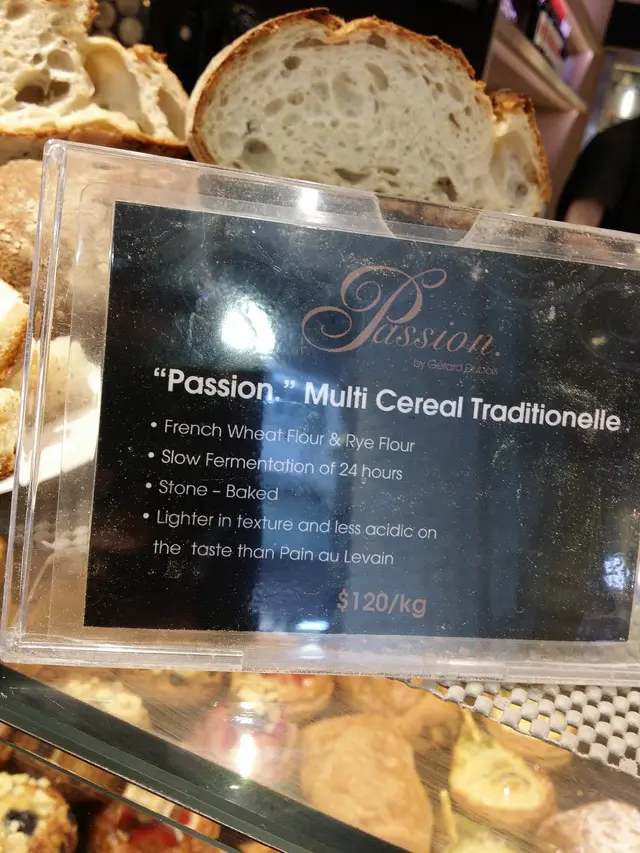 Passion.
by Gérard Dubois
“Passion.” Multi Cereal Traditionelle
• French Wheat Flour & Rye Flour
• Slow Fermentation of 24 hours
• Stone – Baked
• Lighter in texture and less acidic on
the taste than Pain au Levain
$120/kg